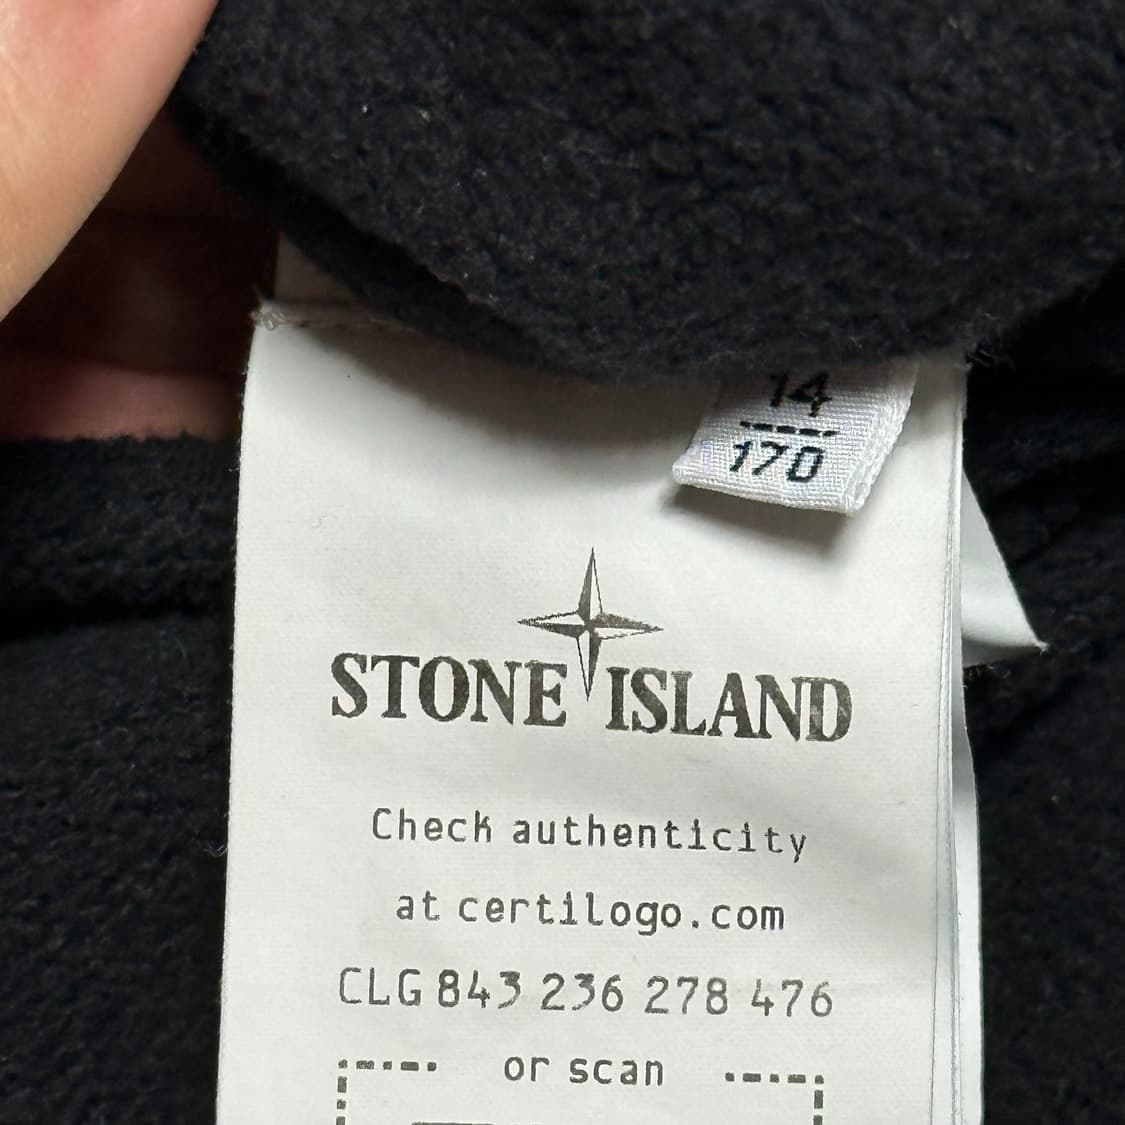 14
170
STONE ISLAND
Check authenticity
at certilogo.com
CLG 843 236 278 476
or scan